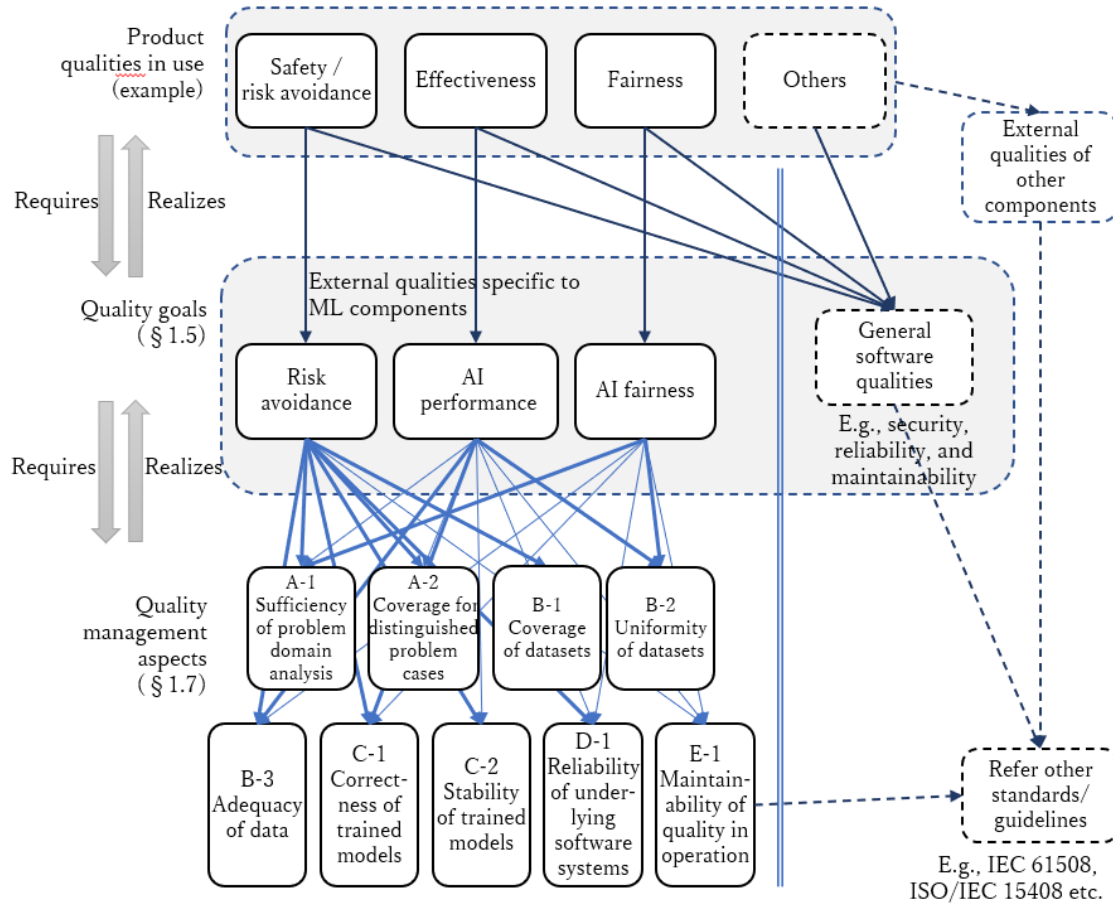 Product
qualities in use
(example)
Safety /
risk avoidance
Effectiveness
Fairness
Others
External
qualities of
other
components
Requires
Realizes
External qualities specific to
ML components
Quality goals
( § 1.5)
Risk
avoidance
AI
performance
AI fairness
General
software
qualities
E.g., security,
reliability, and
maintainability
Requires
Realizes
Quality
management
aspects
( § 1.7)
A-1
Sufficiency
of problem
domain
analysis
A-2
Coverage for
distinguished
problem
cases
B-1
Coverage
of datasets
B-2
Uniformity
of datasets
B-3
Adequacy
of data
C-1
Correct-
ness of
trained
models
C-2
Stability
of trained
models
D-1
Reliability
of under-
lying
software
systems
E-1
Maintain-
ability of
quality in
operation
Refer other
standards/
guidelines
E.g., IEC 61508,
ISO/IEC 15408 etc.